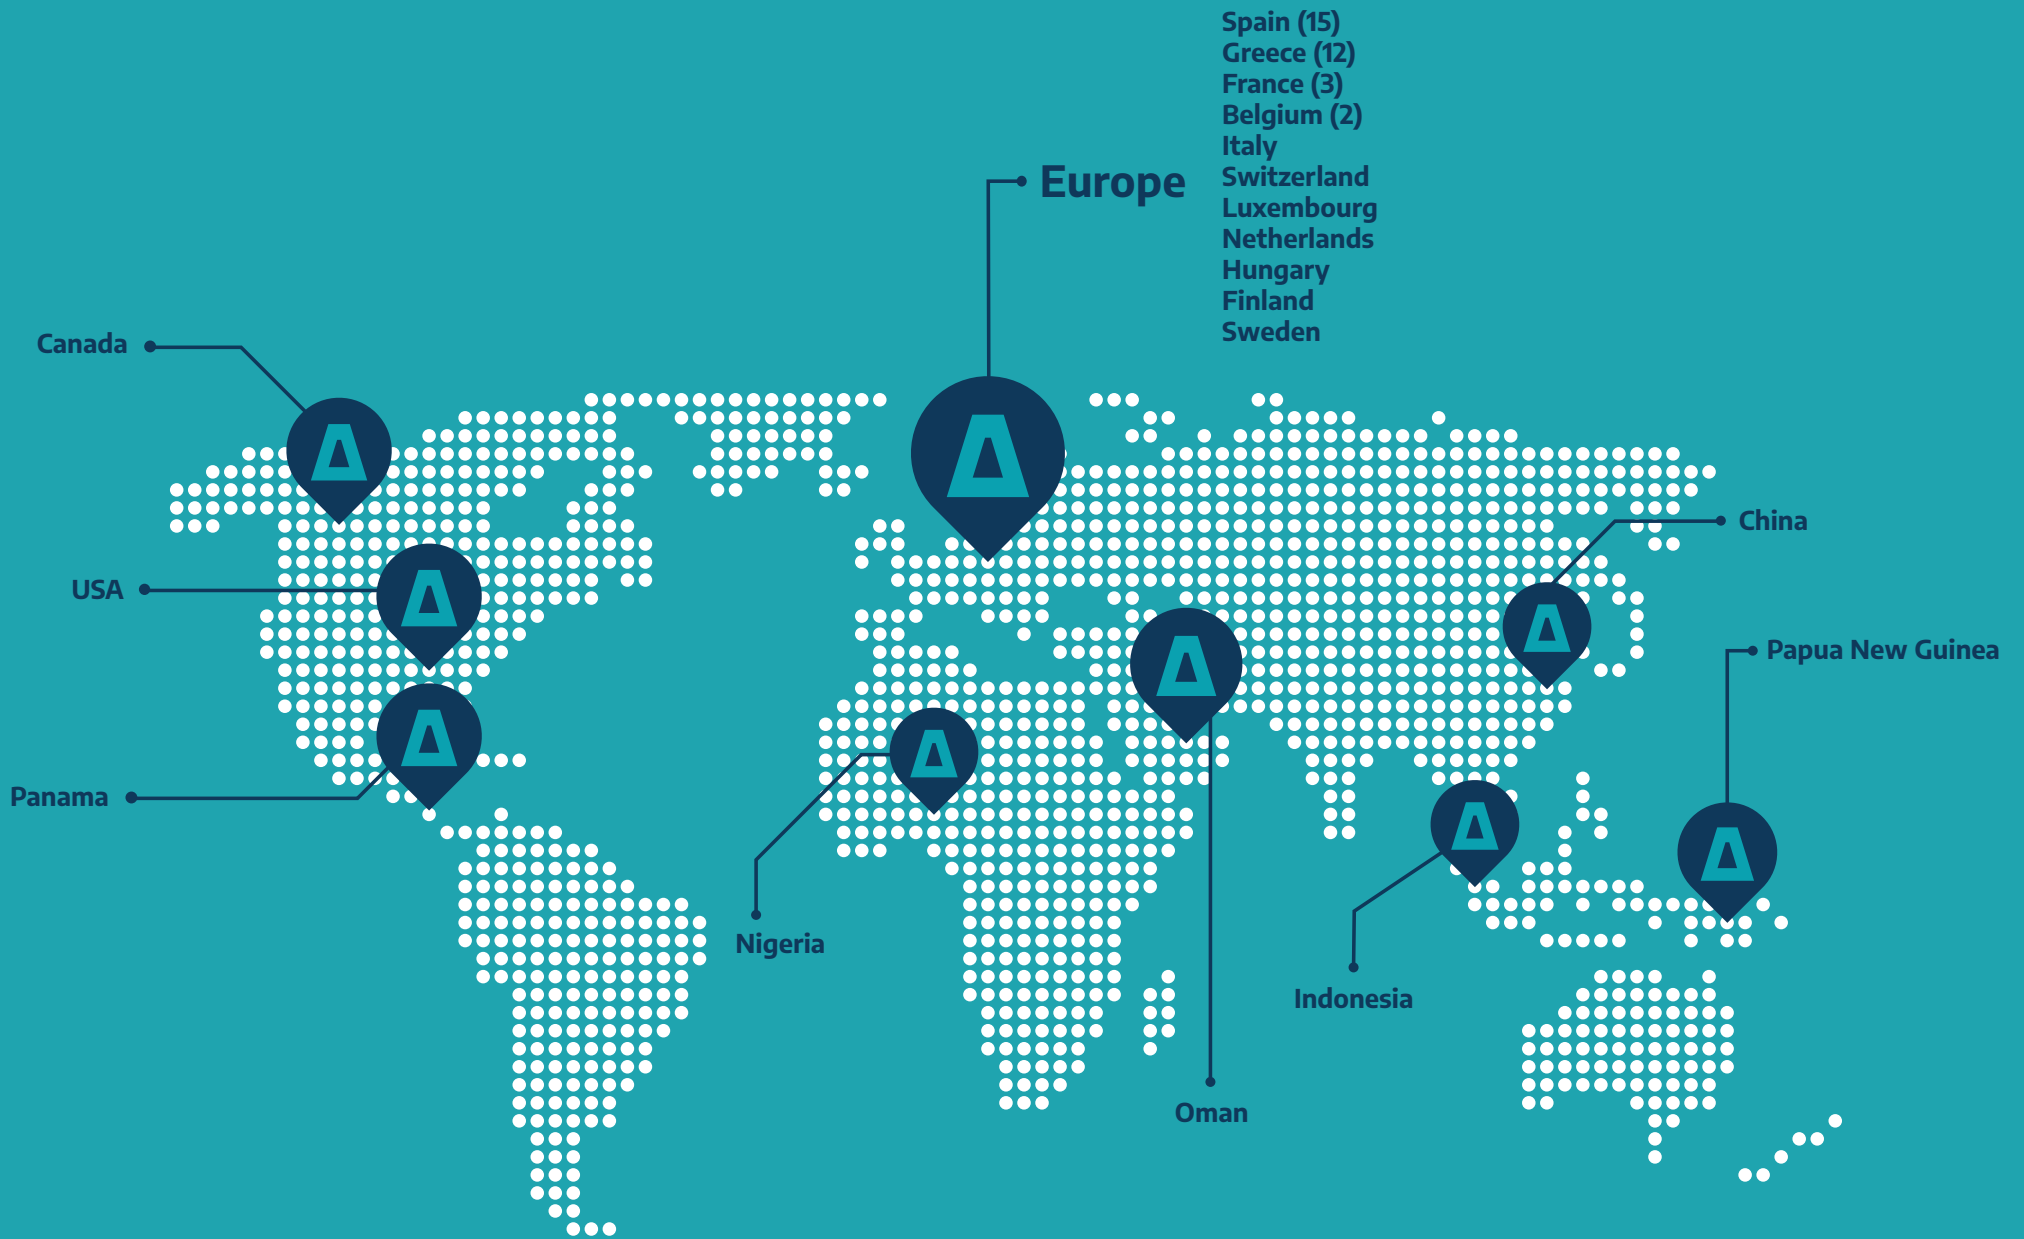 Spain (15)
Greece (12)
France (3)
Belgium (2)
Italy
Europe
Switzerland
Luxembourg
Netherlands
Hungary
Finland
Sweden
Canada
China
USA
Papua New Guinea
Panama
Nigeria
Indonesia
Oman